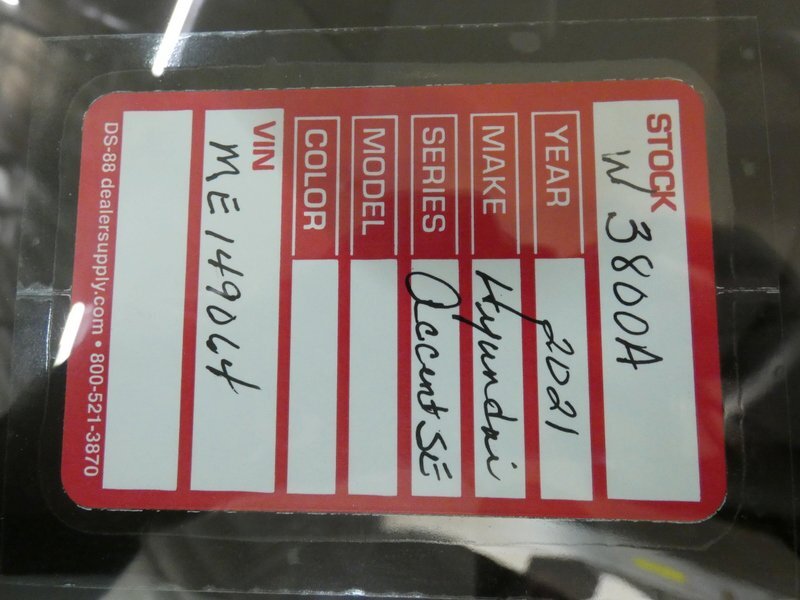 STOCK
W 3800A
YEAR 2021
MAKE Hyundai
SERIES Accent SE
MODEL
COLOR
VIN
ME149064
DS-88 dealersupply.com • 800-521-3870